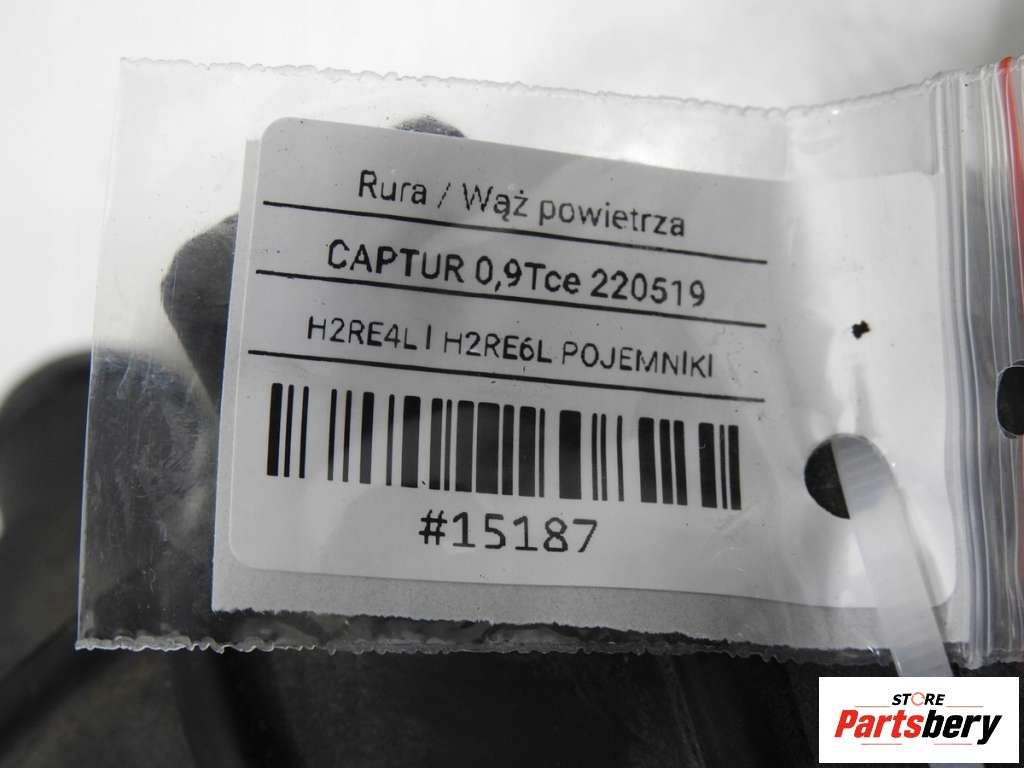 Rura / Wąż powietrza
CAPTUR 0,9Tce 220519
H2RE4L | H2RE6L POJEMNIKI
#15187
STORE
Partsbery